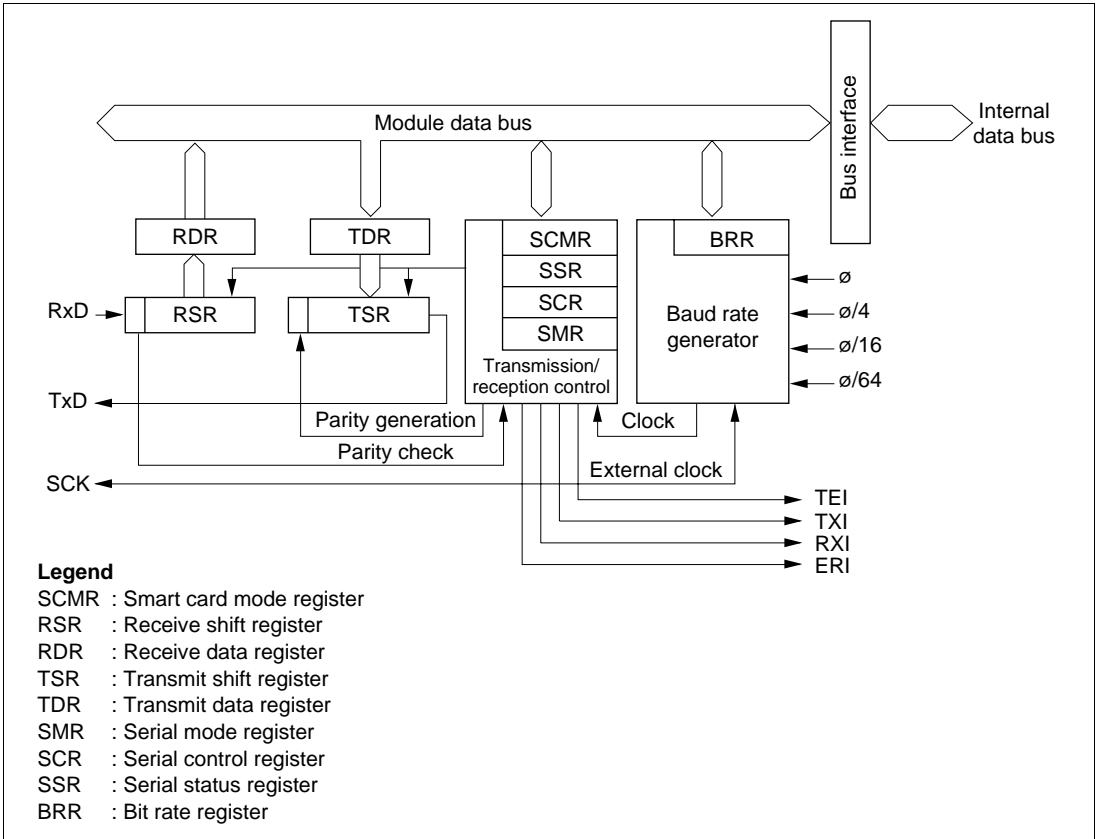 Module data bus
Bus interface
Internal
data bus
RDR
TDR
SCMR
BRR
SSR
SCR
SMR
RxD
RSR
TSR
Baud rate
generator
ø
ø/4
ø/16
ø/64
Transmission/
reception control
TxD
Parity generation
Clock
Parity check
External clock
SCK
TEI
TXI
RXI
ERI
Legend
SCMR : Smart card mode register
RSR : Receive shift register
RDR : Receive data register
TSR : Transmit shift register
TDR : Transmit data register
SMR : Serial mode register
SCR : Serial control register
SSR : Serial status register
BRR : Bit rate register